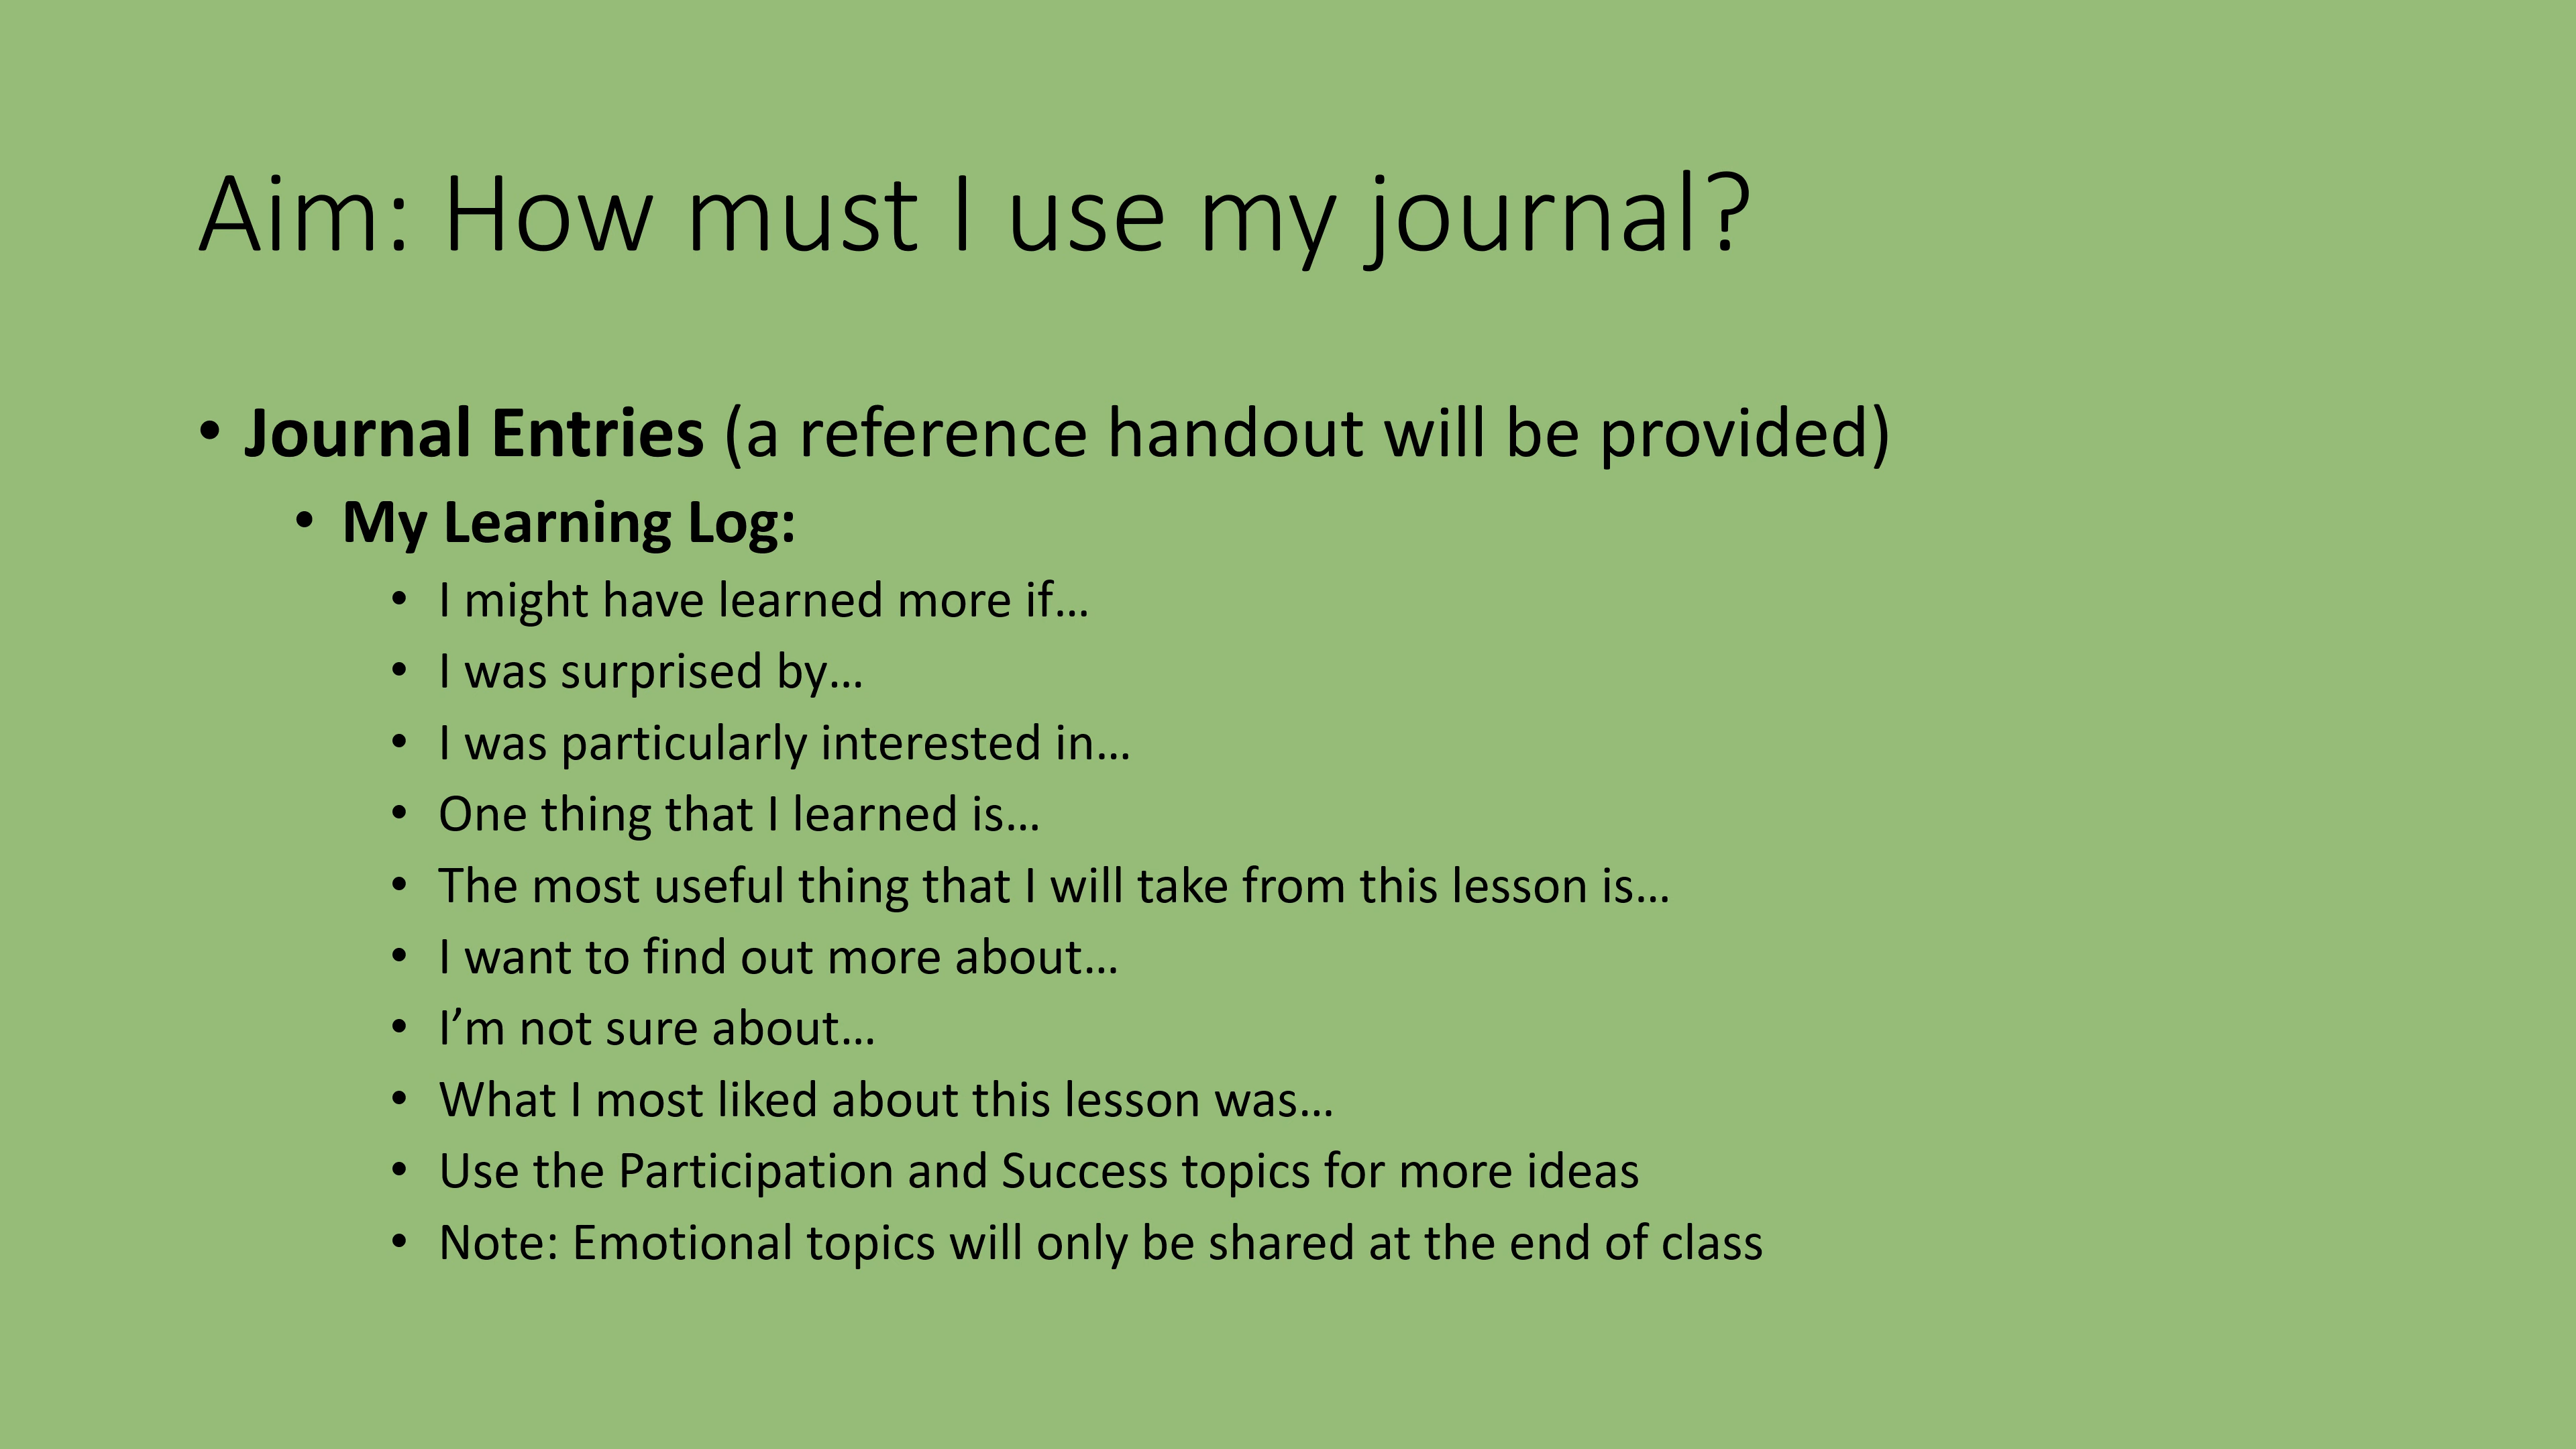 Aim: How must I use my journal?
• Journal Entries (a reference handout will be provided)
• My Learning Log:
• I might have learned more if…
• I was surprised by…
• I was particularly interested in…
• One thing that I learned is…
• The most useful thing that I will take from this lesson is…
• I want to find out more about…
• I’m not sure about…
• What I most liked about this lesson was…
• Use the Participation and Success topics for more ideas
• Note: Emotional topics will only be shared at the end of class